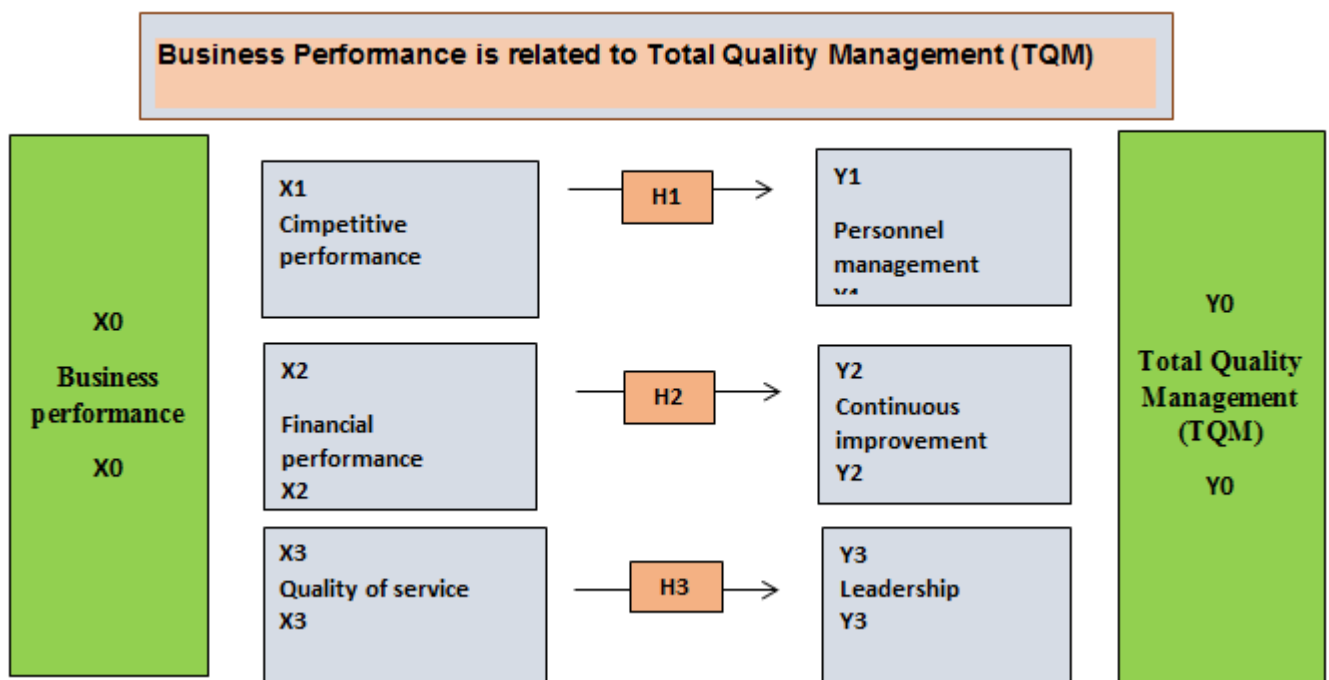 Business Performance is related to Total Quality Management (TQM)
X0
Business
performance
X0
X1
Cimpetitive
performance
H1
Y1
Personnel
management
Y1
X2
Financial
performance
X2
H2
Y2
Continuous
improvement
Y2
X3
Quality of service
X3
H3
Y3
Leadership
Y3
Y0
Total Quality
Management
(TQM)
Y0